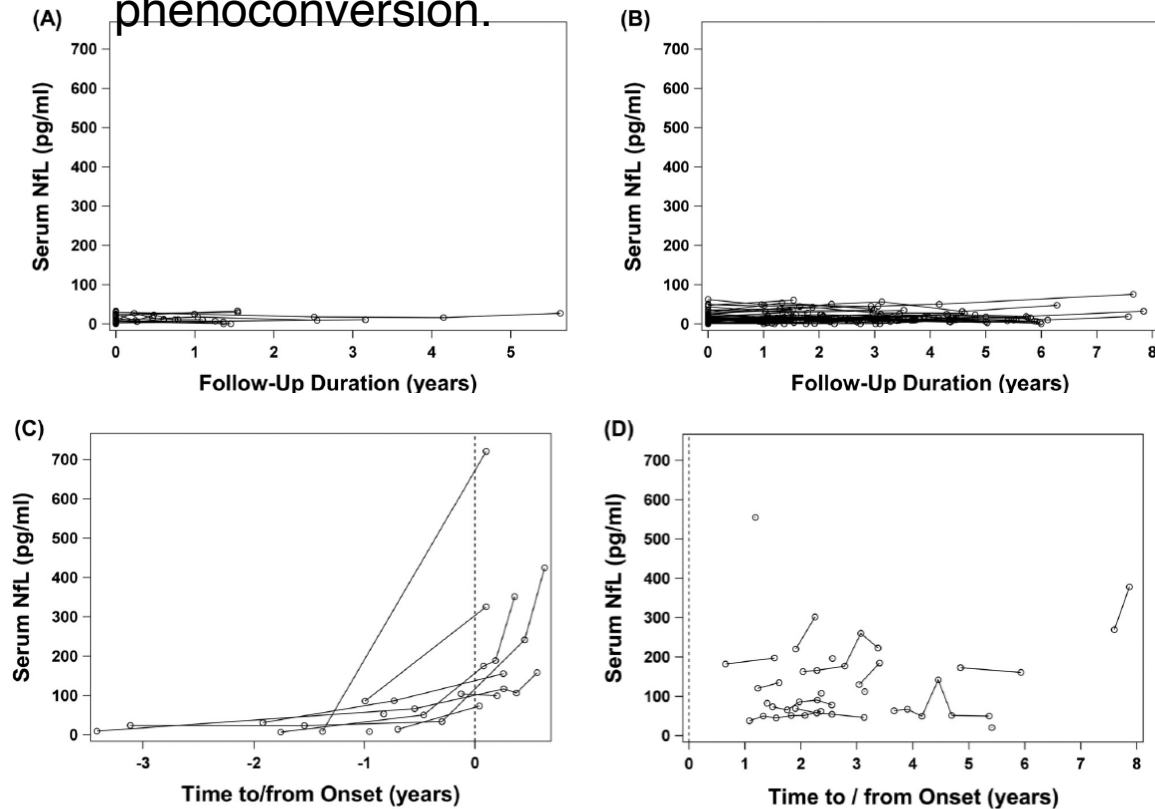 phenoconversion.
(A)
700
600
500
400
300
200
100
0
Serum NfL (pg/ml)
0 1 2 3 4 5
Follow-Up Duration (years)
(B)
700
600
500
400
300
200
100
0
Serum NfL (pg/ml)
0 1 2 3 4 5 6 7 8
Follow-Up Duration (years)
(C)
700
600
500
400
300
200
100
0
Serum NfL (pg/ml)
-3 -2 -1 0
Time to/from Onset (years)
(D)
700
600
500
400
300
200
100
0
Serum NfL (pg/ml)
0 1 2 3 4 5 6 7 8
Time to / from Onset (years)